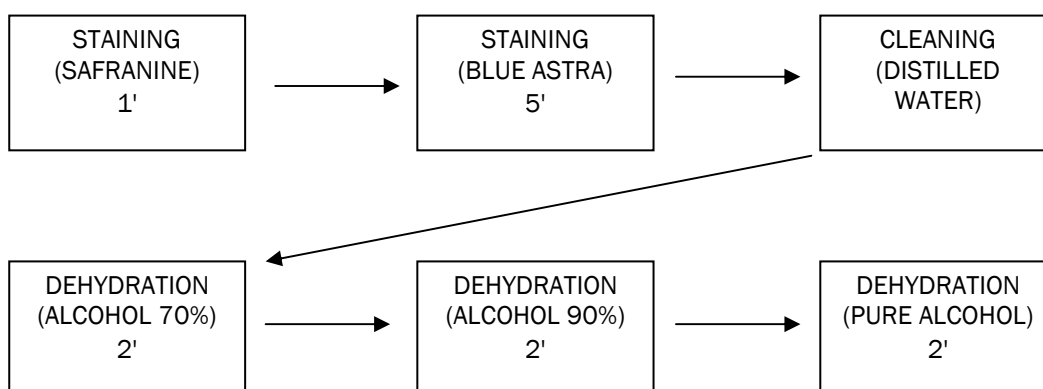 STAINING
(SAFRANINE)
1'
STAINING
(BLUE ASTRA)
5'
CLEANING
(DISTILLED
WATER)
DEHYDRATION
(ALCOHOL 70%)
2'
DEHYDRATION
(ALCOHOL 90%)
2'
DEHYDRATION
(PURE ALCOHOL)
2'